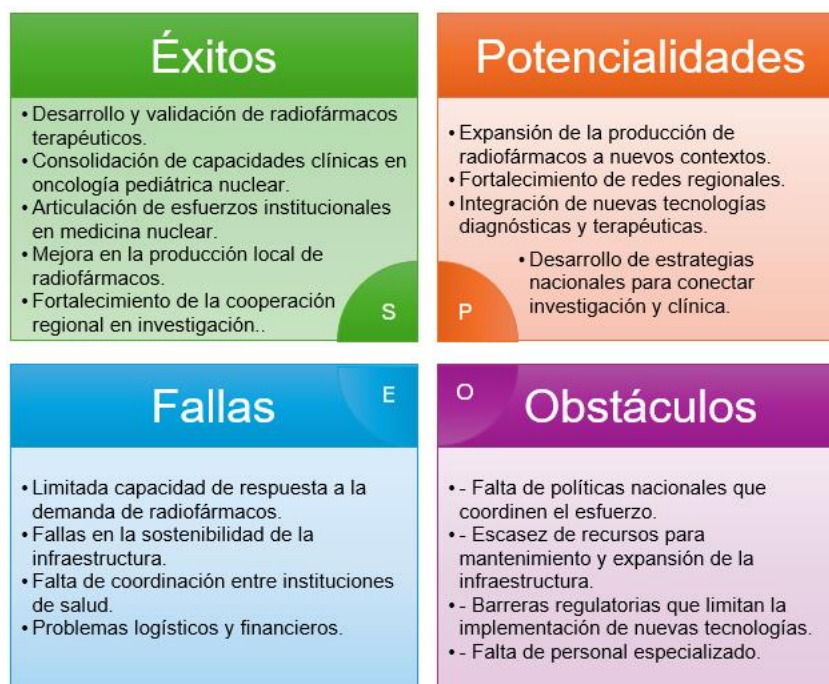 Éxitos
• Desarrollo y validación de radiofármacos
terapéuticos.
• Consolidación de capacidades clínicas en
oncología pediátrica nuclear.
• Articulación de esfuerzos institucionales
en medicina nuclear.
• Mejora en la producción local de
radiofármacos.
• Fortalecimiento de la cooperación
regional en investigación..
S
Potencialidades
• Expansión de la producción de
radiofármacos a nuevos contextos.
• Fortalecimiento de redes regionales.
• Integración de nuevas tecnologías
diagnósticas y terapéuticas.
• Desarrollo de estrategias
nacionales para conectar
investigación y clínica.
P
Fallas
E
• Limitada capacidad de respuesta a la
demanda de radiofármacos.
• Fallas en la sostenibilidad de la
infraestructura.
• Falta de coordinación entre instituciones
de salud.
• Problemas logísticos y financieros.
O
Obstáculos
• - Falta de políticas nacionales que
coordinen el esfuerzo.
• - Escasez de recursos para
mantenimiento y expansión de la
infraestructura.
• - Barreras regulatorias que limitan la
implementación de nuevas tecnologías.
• - Falta de personal especializado.